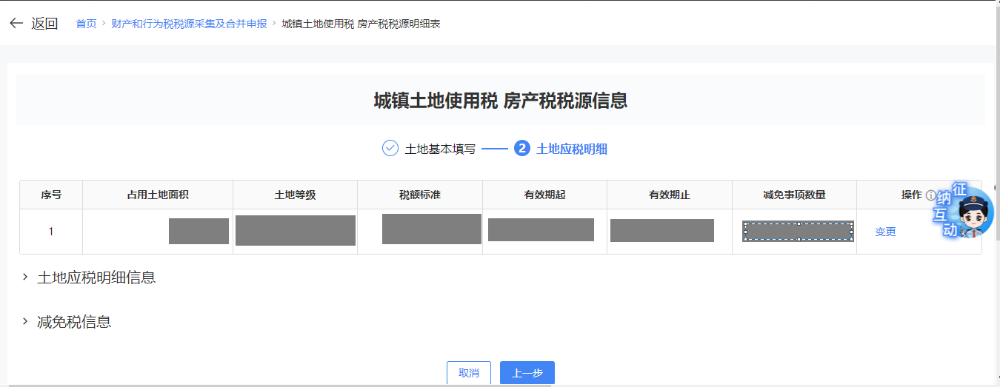 返回 首页 > 财产和行为税税源采集及合并申报 > 城镇土地使用税 房产税税源明细表
城镇土地使用税 房产税税源信息
土地基本填写 2 土地应税明细
序号 占用土地面积 土地等级 税额标准 有效期起 有效期止 减免事项数量 操作
1 变更
征纳互动
土地应税明细信息
减免税信息
取消 上一步